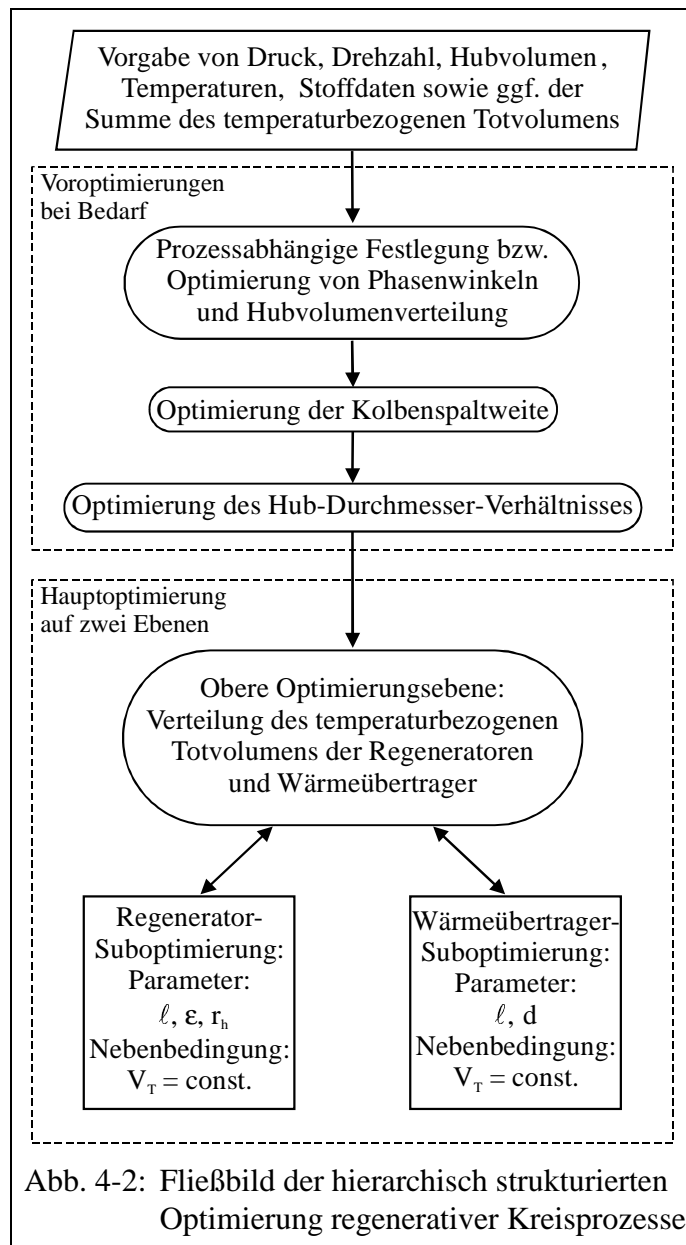 Vorgabe von Druck, Drehzahl, Hubvolumen,
Temperaturen, Stoffdaten sowie ggf. der
Summe des temperaturbezogenen Totvolumens
Voroptimierungen
bei Bedarf
Prozessabhängige Festlegung bzw.
Optimierung von Phasenwinkeln
und Hubvolumenverteilung
Optimierung der Kolbenspaltweite
Optimierung des Hub-Durchmesser-Verhältnisses
Hauptoptimierung
auf zwei Ebenen
Obere Optimierungsebene:
Verteilung des temperaturbezogenen
Totvolumens der Regeneratoren
und Wärmeübertrager
Regenerator-
Suboptimierung:
Parameter:
ℓ, ε, r_h
Nebenbedingung:
V_T = const.
Wärmeübertrager-
Suboptimierung:
Parameter:
ℓ, d
Nebenbedingung:
V_T = const.
Abb. 4-2: Fließbild der hierarchisch strukturierten
Optimierung regenerativer Kreisprozesse